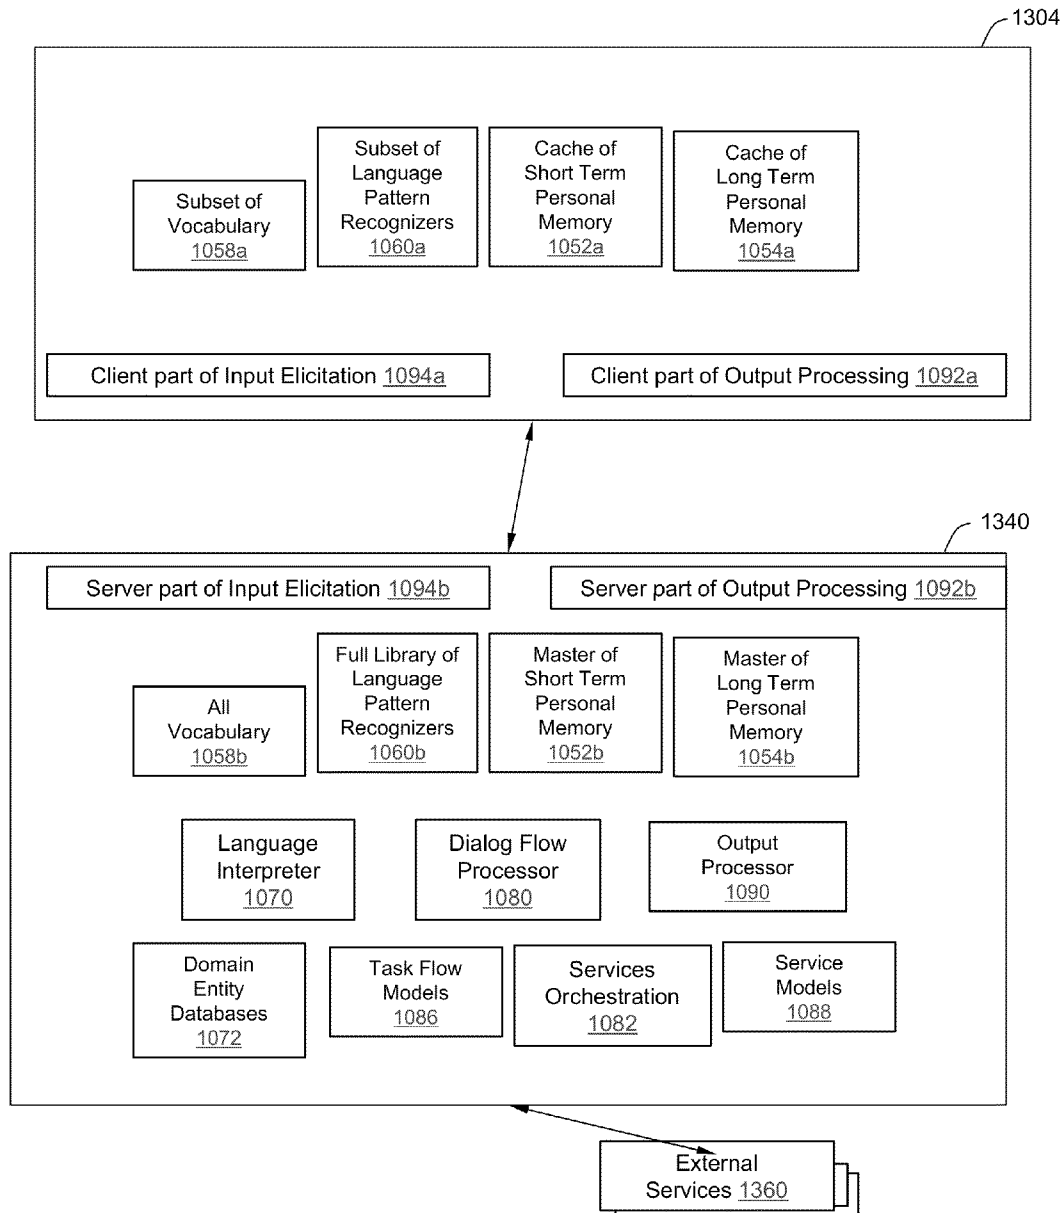 1304
Subset of
Vocabulary
1058a
Subset of
Language
Pattern
Recognizers
1060a
Cache of
Short Term
Personal
Memory
1052a
Cache of
Long Term
Personal
Memory
1054a
Client part of Input Elicitation 1094a
Client part of Output Processing 1092a
1340
Server part of Input Elicitation 1094b
Server part of Output Processing 1092b
All
Vocabulary
1058b
Full Library of
Language
Pattern
Recognizers
1060b
Master of
Short Term
Personal
Memory
1052b
Master of
Long Term
Personal
Memory
1054b
Language
Interpreter
1070
Dialog Flow
Processor
1080
Output
Processor
1090
Domain
Entity
Databases
1072
Task Flow
Models
1086
Services
Orchestration
1082
Service
Models
1088
External
Services 1360